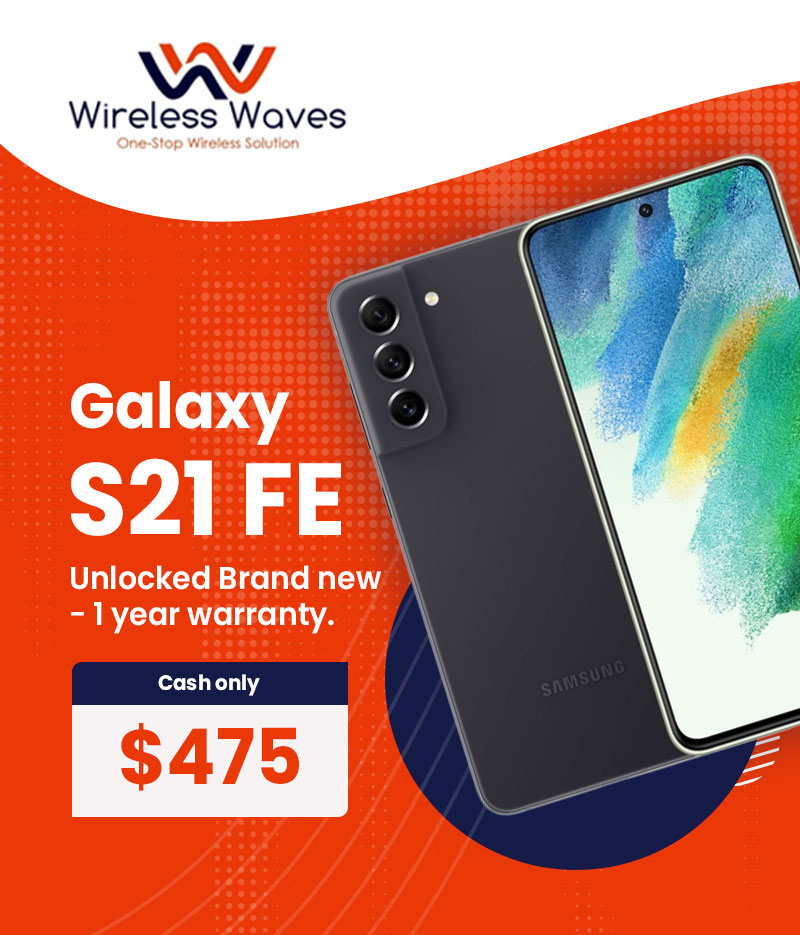 Wireless Waves
One-Stop Wireless Solution
Galaxy
S21 FE
Unlocked Brand new
- 1 year warranty.
Cash only
$475
SAMSUNG